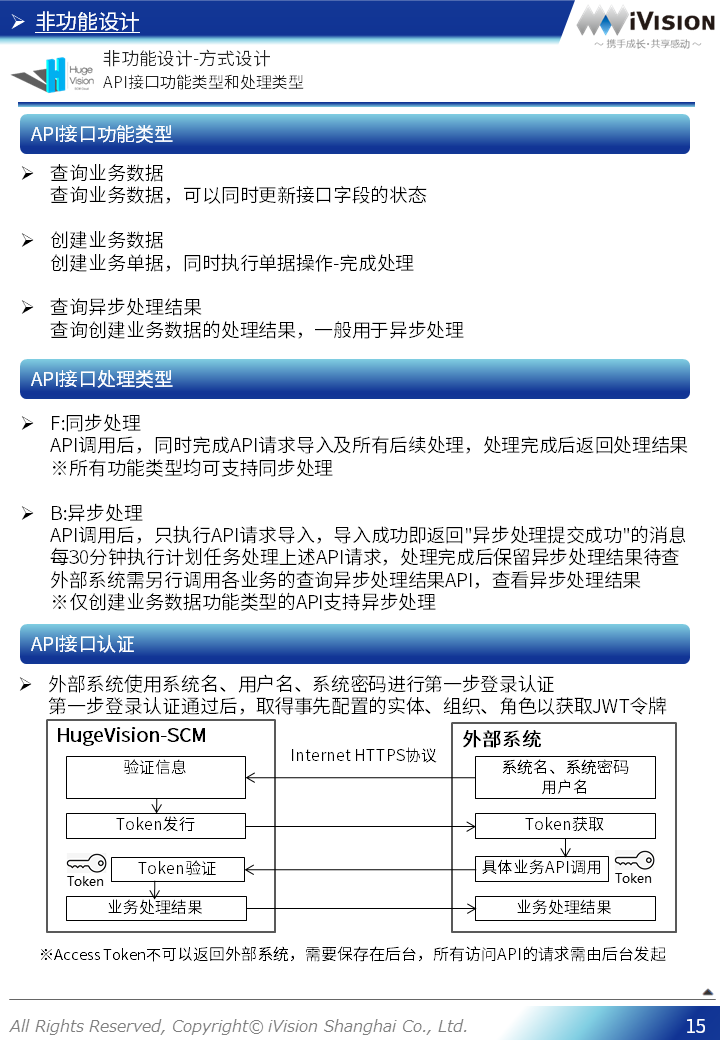 非功能设计
iVISION
～ 携手成长·共享感动 ～
Huge
Vision
非功能设计-方式设计
API接口功能类型和处理类型
API接口功能类型
查询业务数据
查询业务数据，可以同时更新接口字段的状态
创建业务数据
创建业务单据，同时执行单据操作-完成处理
查询异步处理结果
查询创建业务数据的处理结果，一般用于异步处理
API接口处理类型
F:同步处理
API调用后，同时完成API请求导入及所有后续处理，处理完成后返回处理结果
※所有功能类型均可支持同步处理
B:异步处理
API调用后，只执行API请求导入，导入成功即返回"异步处理提交成功"的消息
每30分钟执行计划任务处理上述API请求，处理完成后保留异步处理结果待查
外部系统需另行调用各业务的查询异步处理结果API，查看异步处理结果
※仅创建业务数据功能类型的API支持异步处理
API接口认证
外部系统使用系统名、用户名、系统密码进行第一步登录认证
第一步登录认证通过后，取得事先配置的实体、组织、角色以获取JWT令牌
HugeVision-SCM
Internet HTTPS协议
外部系统
验证信息
系统名、系统密码
用户名
Token发行
Token获取
Token
Token验证
具体业务API调用
Token
业务处理结果
业务处理结果
※Access Token不可以返回外部系统，需要保存在后台，所有访问API的请求需由后台发起
All Rights Reserved, Copyright© iVision Shanghai Co., Ltd.
15